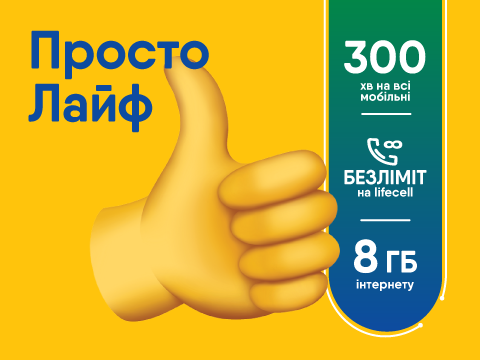 Просто
Лайф
300
хв на всі
мобільні
∞
БЕЗЛІМІТ
на lifecell
8 ГБ
інтернету